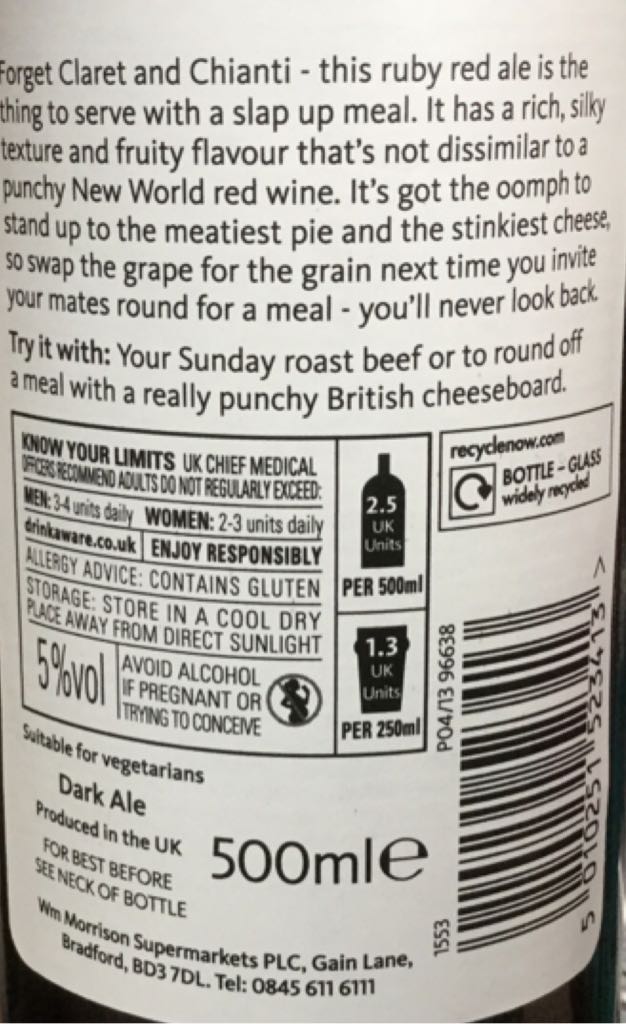 Forget Claret and Chianti - this ruby red ale is the
thing to serve with a slap up meal. It has a rich, silky
texture and fruity flavour that's not dissimilar to a
punchy New World red wine. It's got the oomph to
stand up to the meatiest pie and the stinkiest cheese,
so swap the grape for the grain next time you invite
your mates round for a meal - you'll never look back.
Try it with: Your Sunday roast beef or to round off
a meal with a really punchy British cheeseboard.
KNOW YOUR LIMITS UK CHIEF MEDICAL
OFFICERS RECOMMEND ADULTS DO NOT REGULARLY EXCEED:
MEN: 3-4 units daily WOMEN: 2-3 units daily
drinkaware.co.uk ENJOY RESPONSIBLY
ALLERGY ADVICE: CONTAINS GLUTEN
STORAGE: STORE IN A COOL DRY
PLACE AWAY FROM DIRECT SUNLIGHT
5%vol
AVOID ALCOHOL
IF PREGNANT OR
TRYING TO CONCEIVE
2.5
UK
Units
PER 500ml
1.3
UK
Units
PER 250ml
recyclenow.com
BOTTLE - GLASS
widely recycled
PO4/13 96638
1553
5 010251 523413 >
Suitable for vegetarians
Dark Ale
Produced in the UK
FOR BEST BEFORE
SEE NECK OF BOTTLE
500ml℮
Wm Morrison Supermarkets PLC, Gain Lane,
Bradford, BD3 7DL. Tel: 0845 611 6111